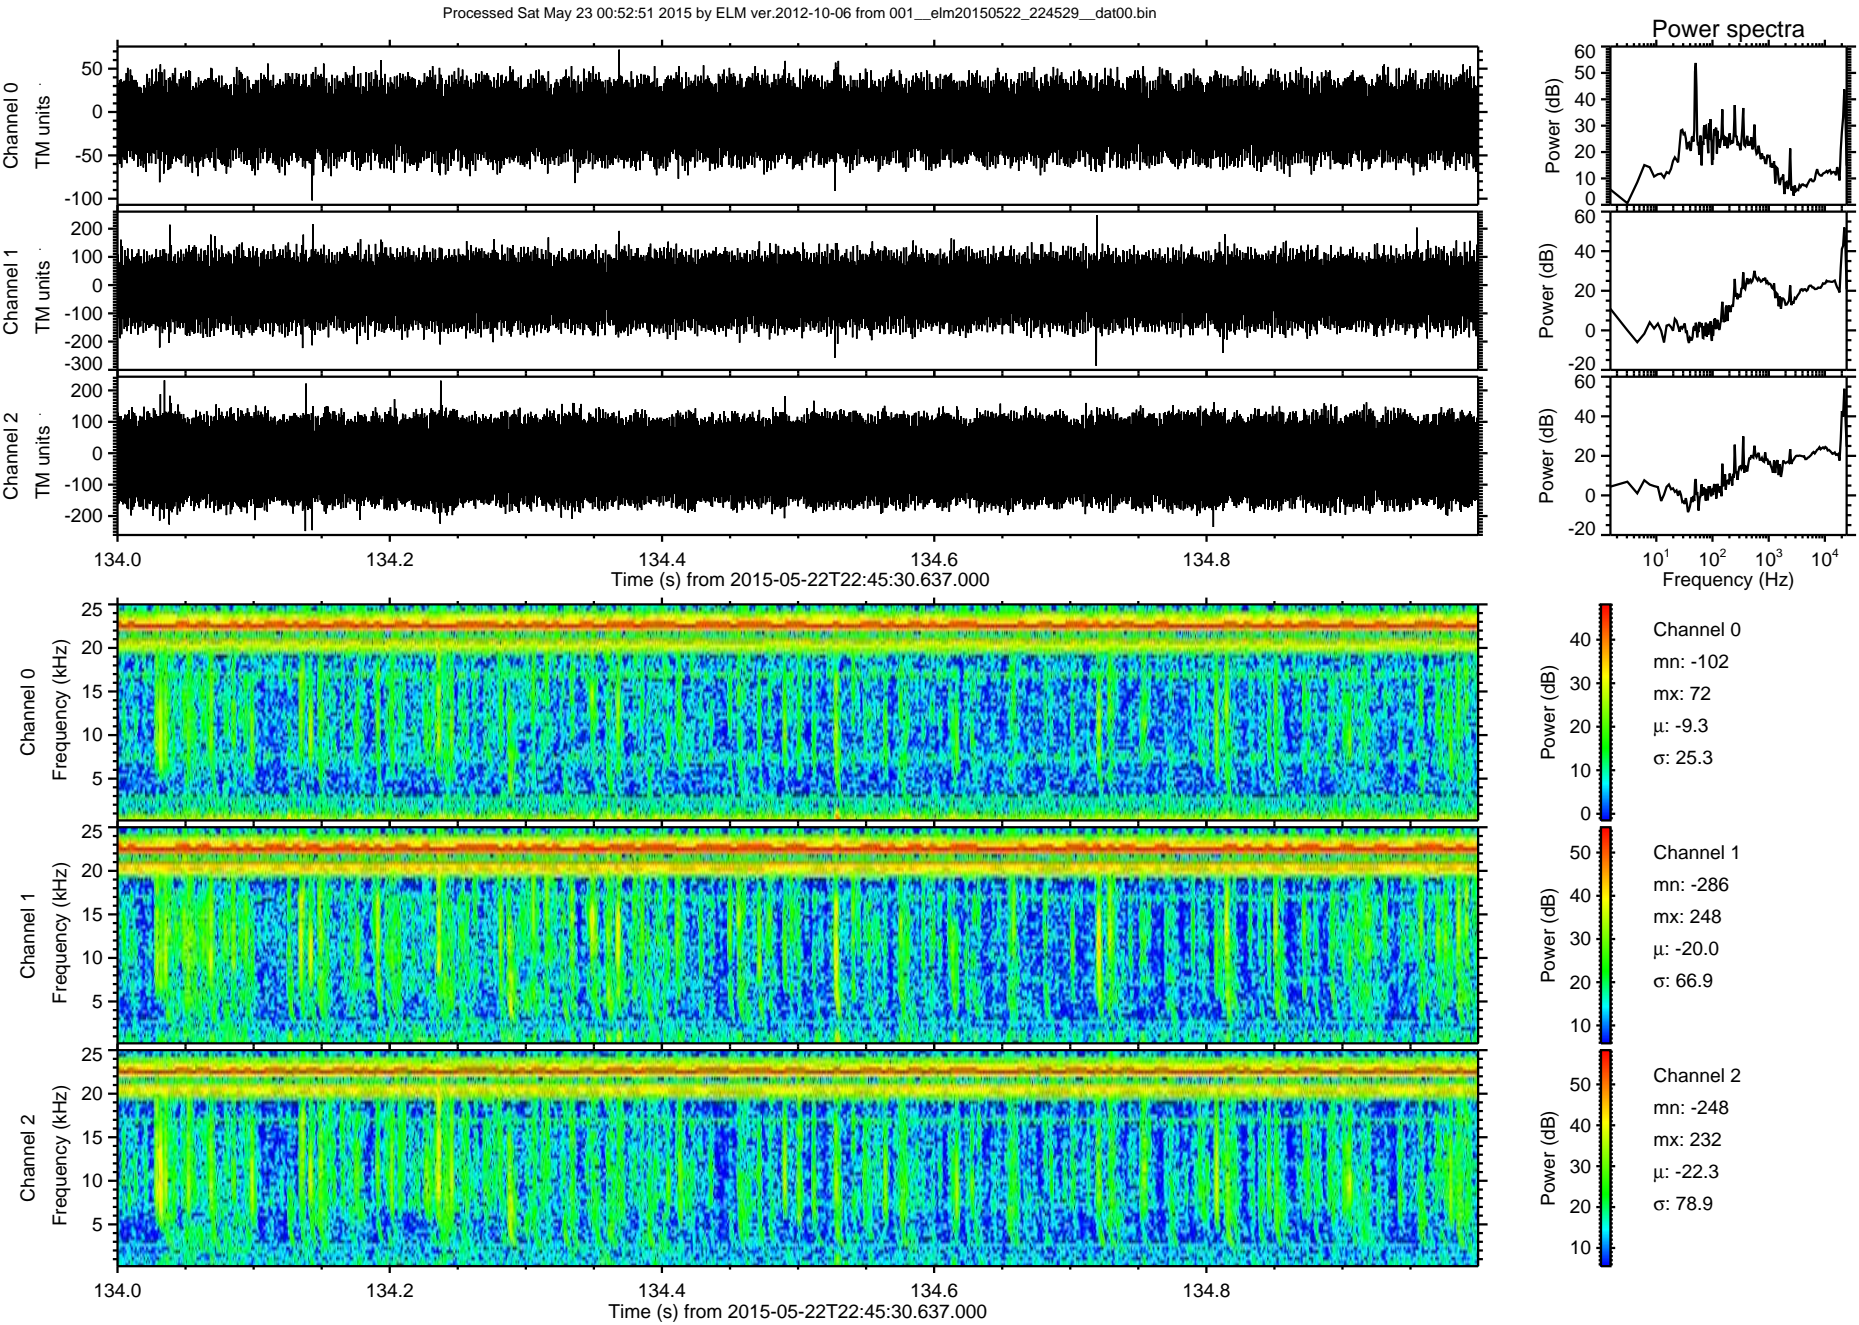 Processed Sat May 23 00:52:51 2015 by ELM ver.2012-10-06 from 001__elm20150522_224529__dat00.bin
Power spectra
Channel 0
TM units
50
0
-50
-100
Power (dB)
60
50
40
30
20
10
0
Channel 1
TM units
200
100
0
-100
-200
-300
Power (dB)
60
40
20
0
-20
Channel 2
TM units
200
100
0
-100
-200
Power (dB)
60
40
20
0
-20
134.0 134.2 134.4 134.6 134.8
Time (s) from 2015-05-22T22:45:30.637.000
10¹ 10² 10³ 10⁴
Frequency (Hz)
Channel 0
Frequency (kHz)
25
20
15
10
5
Power (dB)
40
30
20
10
0
Channel 0
mn: -102
mx: 72
µ: -9.3
σ: 25.3
Channel 1
Frequency (kHz)
25
20
15
10
5
Power (dB)
50
40
30
20
10
Channel 1
mn: -286
mx: 248
µ: -20.0
σ: 66.9
Channel 2
Frequency (kHz)
25
20
15
10
5
Power (dB)
50
40
30
20
10
Channel 2
mn: -248
mx: 232
µ: -22.3
σ: 78.9
134.0 134.2 134.4 134.6 134.8
Time (s) from 2015-05-22T22:45:30.637.000